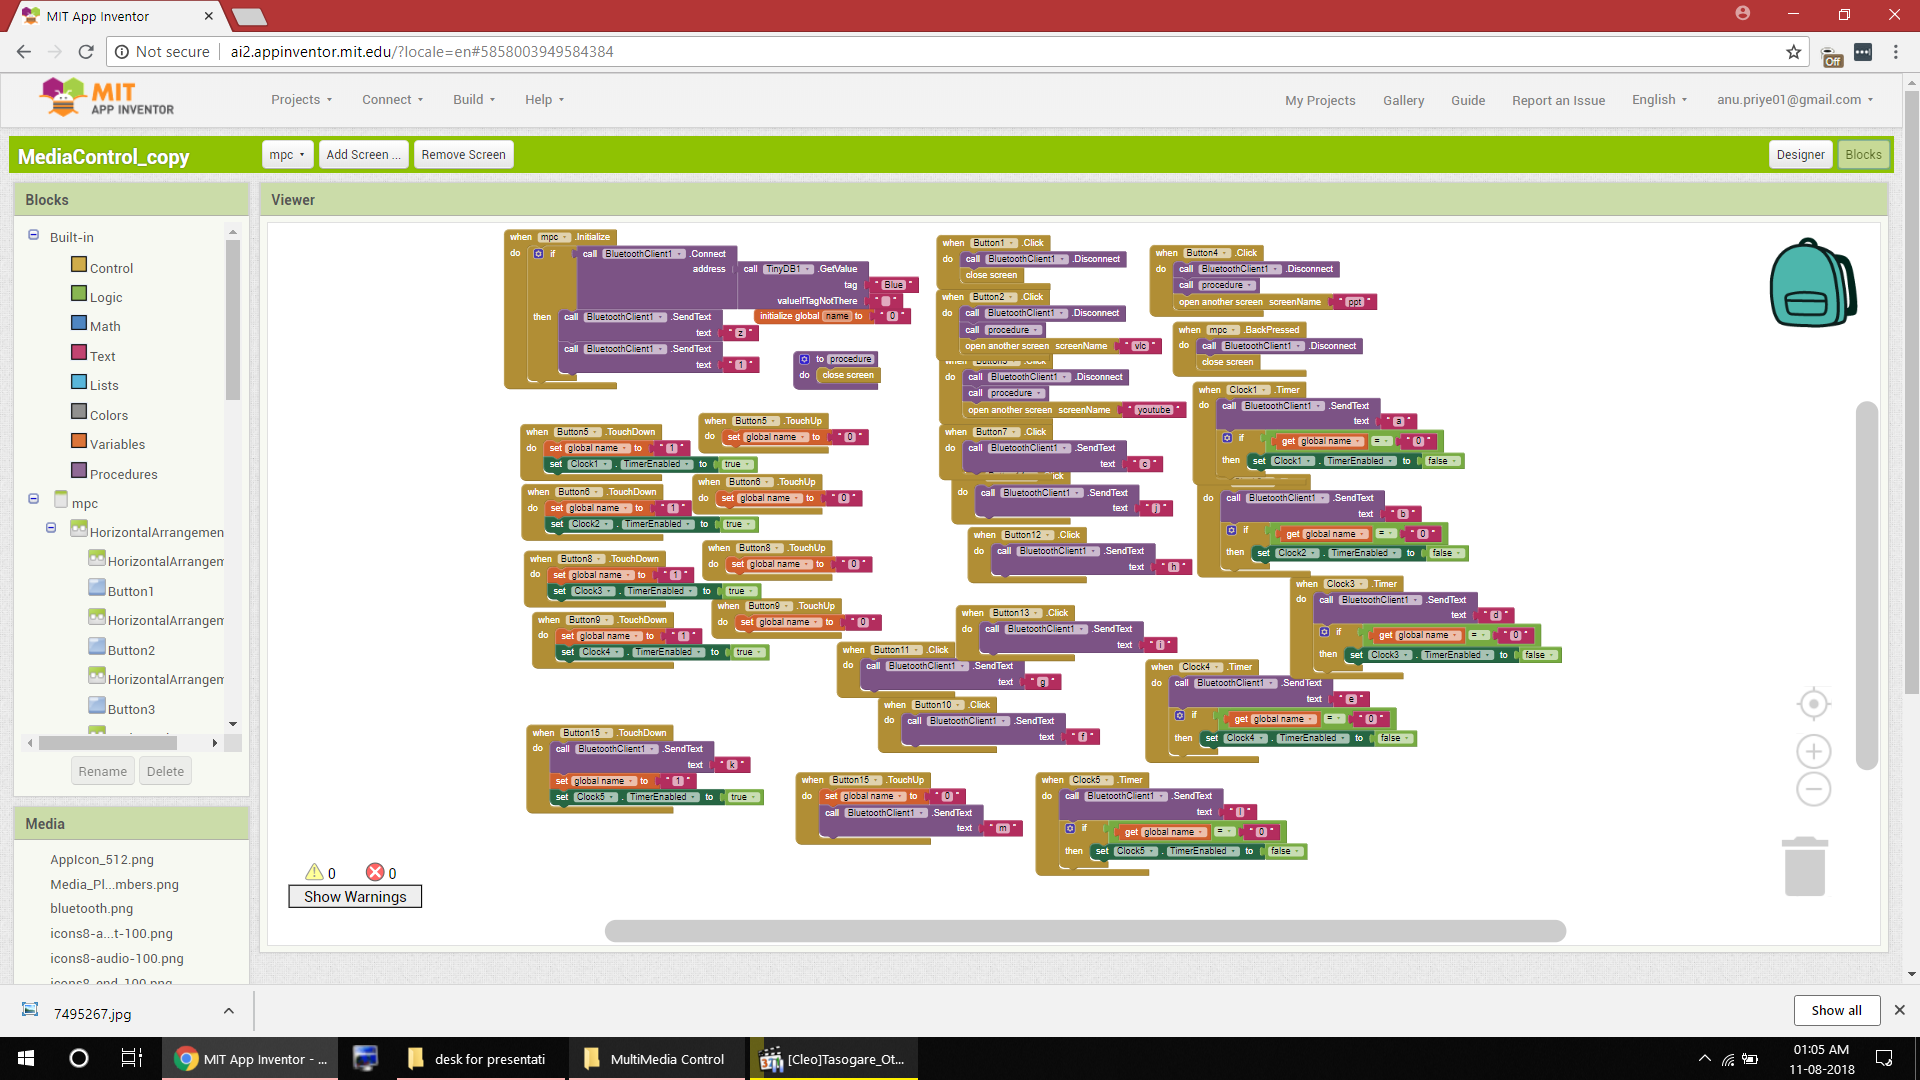 MIT App Inventor
Not secure
ai2.appinventor.mit.edu/?locale=en#5858003949584384
Off
MIT
APP INVENTOR
Projects
Connect
Build
Help
My Projects
Gallery
Guide
Report an Issue
English
anu.priye01@gmail.com
MediaControl_copy
mpc
Add Screen ...
Remove Screen
Designer
Blocks
Blocks
Built-in
Control
Logic
Math
Text
Lists
Colors
Variables
Procedures
mpc
HorizontalArrangemen
HorizontalArrangem
Button1
HorizontalArrangem
Button2
HorizontalArrangem
Button3
Rename
Delete
Media
AppIcon_512.png
Media_Pl...mbers.png
bluetooth.png
icons8-a...t-100.png
icons8-audio-100.png
icons8-end-100.png
Viewer
when mpc .Initialize
do if call BluetoothClient1 .Connect
address call TinyDB1 .GetValue
tag " Blue "
valueIfTagNotThere " "
then call BluetoothClient1 .SendText
text " z "
call BluetoothClient1 .SendText
text " 1 "
initialize global name to " 0 "
to procedure
do close screen
when Button5 .TouchDown
do set global name to " 1 "
set Clock1 . TimerEnabled to true
when Button5 .TouchUp
do set global name to " 0 "
when Button6 .TouchDown
do set global name to " 1 "
set Clock2 . TimerEnabled to true
when Button6 .TouchUp
do set global name to " 0 "
when Button8 .TouchDown
do set global name to " 1 "
set Clock3 . TimerEnabled to true
when Button8 .TouchUp
do set global name to " 0 "
when Button9 .TouchDown
do set global name to " 1 "
set Clock4 . TimerEnabled to true
when Button9 .TouchUp
do set global name to " 0 "
when Button15 .TouchDown
do call BluetoothClient1 .SendText
text " k "
set global name to " 1 "
set Clock5 . TimerEnabled to true
when Button15 .TouchUp
do set global name to " 0 "
call BluetoothClient1 .SendText
text " m "
when Button1 .Click
do call BluetoothClient1 .Disconnect
close screen
when Button2 .Click
do call BluetoothClient1 .Disconnect
call procedure
open another screen screenName " vlc "
do call BluetoothClient1 .Disconnect
call procedure
open another screen screenName " youtube "
when Button7 .Click
do call BluetoothClient1 .SendText
text " c "
do call BluetoothClient1 .SendText
text " j "
when Button12 .Click
do call BluetoothClient1 .SendText
text " h "
when Button13 .Click
do call BluetoothClient1 .SendText
text " i "
when Button11 .Click
do call BluetoothClient1 .SendText
text " g "
when Button10 .Click
do call BluetoothClient1 .SendText
text " f "
when Button4 .Click
do call BluetoothClient1 .Disconnect
call procedure
open another screen screenName " ppt "
when mpc .BackPressed
do call BluetoothClient1 .Disconnect
close screen
when Clock1 .Timer
do call BluetoothClient1 .SendText
text " a "
if get global name = " 0 "
then set Clock1 . TimerEnabled to false
do call BluetoothClient1 .SendText
text " b "
if get global name = " 0 "
then set Clock2 . TimerEnabled to false
when Clock3 .Timer
do call BluetoothClient1 .SendText
text " d "
if get global name = " 0 "
then set Clock3 . TimerEnabled to false
when Clock4 .Timer
do call BluetoothClient1 .SendText
text " e "
if get global name = " 0 "
then set Clock4 . TimerEnabled to false
when Clock5 .Timer
do call BluetoothClient1 .SendText
text " l "
if get global name = " 0 "
then set Clock5 . TimerEnabled to false
0
0
Show Warnings
7495267.jpg
Show all
MIT App Inventor - ...
desk for presentati
MultiMedia Control
[Cleo]Tasogare_Ot...
01:05 AM
11-08-2018